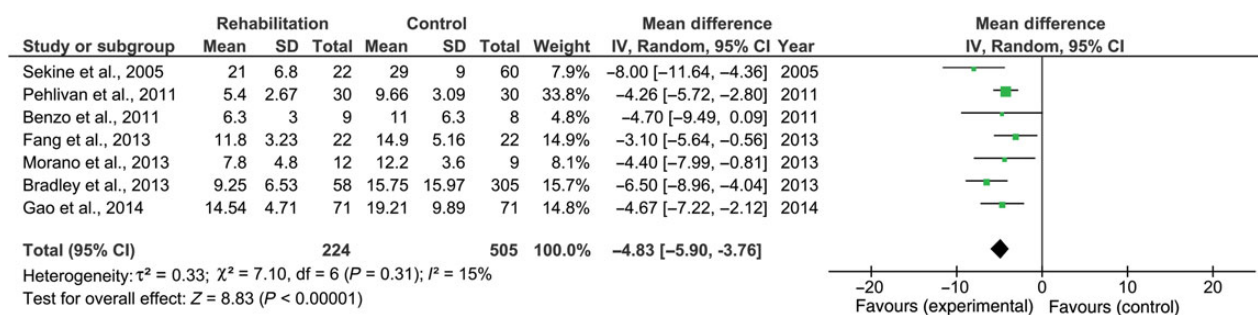 Rehabilitation Control Mean difference Mean difference
Study or subgroup Mean SD Total Mean SD Total Weight IV, Random, 95% CI Year IV, Random, 95% CI
Sekine et al., 2005 21 6.8 22 29 9 60 7.9% −8.00 [−11.64, −4.36] 2005
Pehlivan et al., 2011 5.4 2.67 30 9.66 3.09 30 33.8% −4.26 [−5.72, −2.80] 2011
Benzo et al., 2011 6.3 3 9 11 6.3 8 4.8% −4.70 [−9.49, 0.09] 2011
Fang et al., 2013 11.8 3.23 22 14.9 5.16 22 14.9% −3.10 [−5.64, −0.56] 2013
Morano et al., 2013 7.8 4.8 12 12.2 3.6 9 8.1% −4.40 [−7.99, −0.81] 2013
Bradley et al., 2013 9.25 6.53 58 15.75 15.97 305 15.7% −6.50 [−8.96, −4.04] 2013
Gao et al., 2014 14.54 4.71 71 19.21 9.89 71 14.8% −4.67 [−7.22, −2.12] 2014
Total (95% CI) 224 505 100.0% −4.83 [−5.90, -3.76]
Heterogeneity: τ² = 0.33; χ² = 7.10, df = 6 (P = 0.31); I² = 15%
Test for overall effect: Z = 8.83 (P < 0.00001)
−20 −10 0 10 20
Favours (experimental) Favours (control)